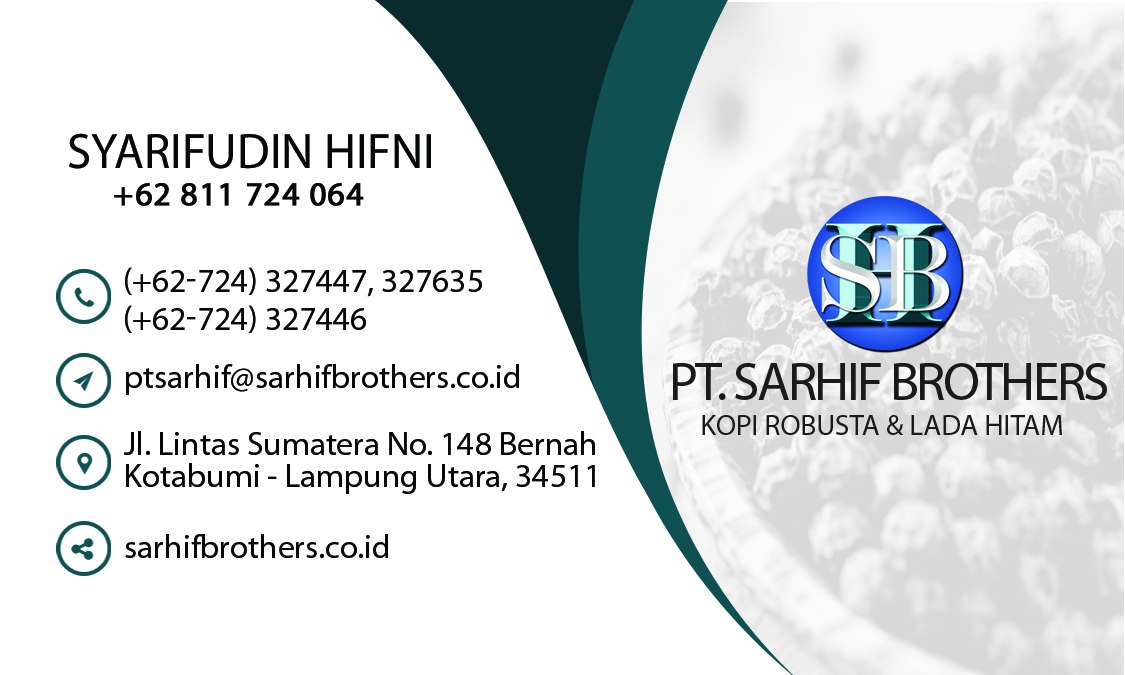 SYARIFUDIN HIFNI
+62 811 724 064
(+62-724) 327447, 327635
(+62-724) 327446
ptsarhif@sarhifbrothers.co.id
Jl. Lintas Sumatera No. 148 Bernah
Kotabumi - Lampung Utara, 34511
sarhifbrothers.co.id
SHB
PT. SARHIF BROTHERS
KOPI ROBUSTA & LADA HITAM